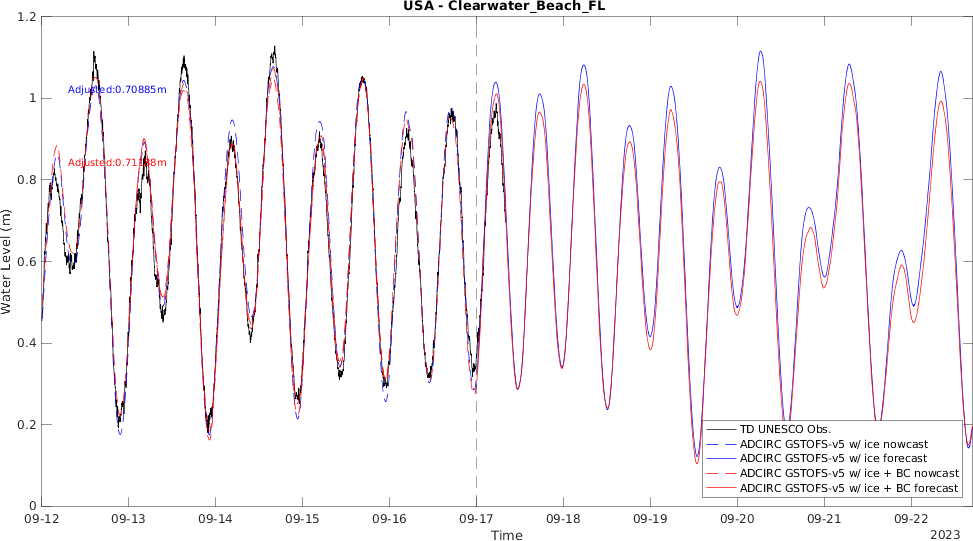 USA - Clearwater_Beach_FL
1.2
1
0.8
0.6
0.4
0.2
0
Water Level (m)
Adjusted:0.70885m
TD UNESCO Obs.
ADCIRC GSTOFS-v5 w/ ice nowcast
ADCIRC GSTOFS-v5 w/ ice forecast
ADCIRC GSTOFS-v5 w/ ice + BC nowcast
ADCIRC GSTOFS-v5 w/ ice + BC forecast
09-12 09-13 09-14 09-15 09-16 09-17 09-18 09-19 09-20 09-21 09-22
Time
2023